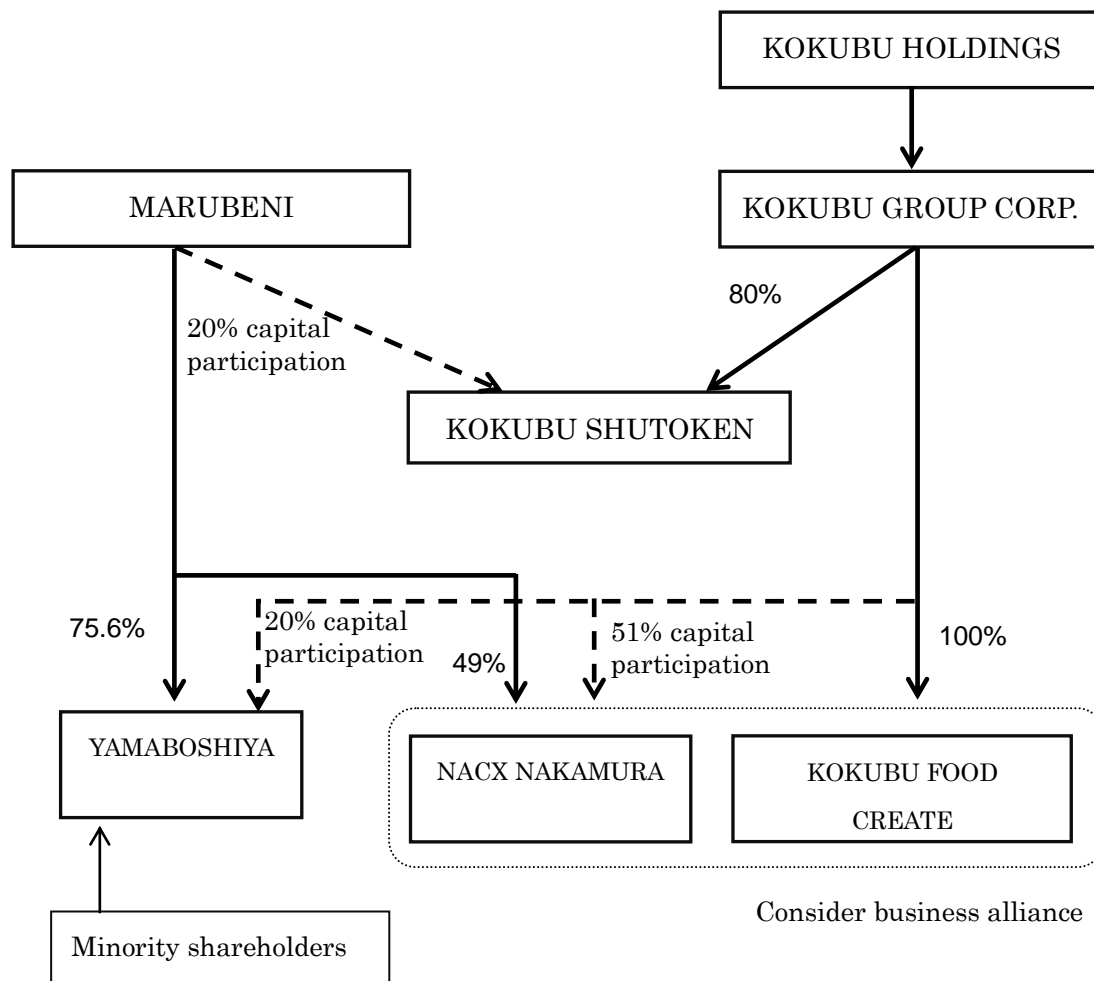 KOKUBU HOLDINGS
MARUBENI
KOKUBU GROUP CORP.
80%
20% capital
participation
KOKUBU SHUTOKEN
75.6%
20% capital
participation
49%
51% capital
participation
100%
YAMABOSHIYA
NACX NAKAMURA
KOKUBU FOOD
CREATE
Consider business alliance
Minority shareholders